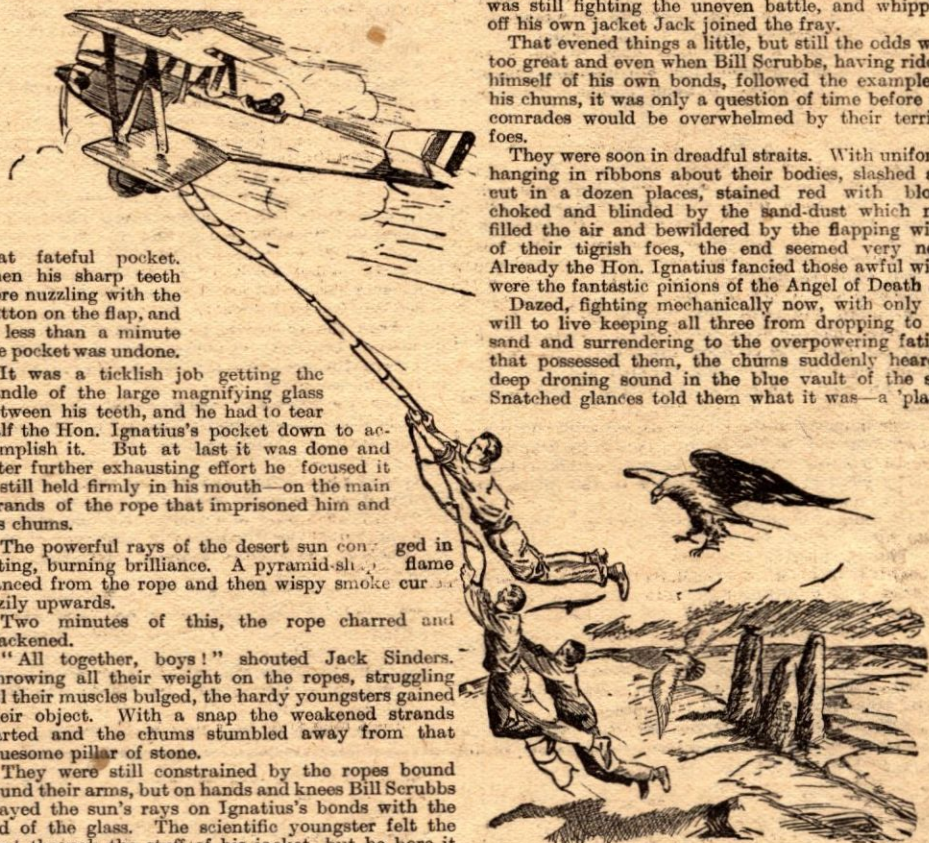 at fateful pocket.
en his sharp teeth
re nuzzling with the
tton on the flap, and
less than a minute
e pocket was undone.
It was a ticklish job getting the
ndle of the large magnifying glass
tween his teeth, and he had to tear
lf the Hon. Ignatius's pocket down to ac-
mplish it. But at last it was done and
ter further exhausting effort he focused it
still held firmly in his mouth—on the main
rands of the rope that imprisoned him and
s chums.
The powerful rays of the desert sun con ged in
ting, burning brilliance. A pyramid-sh flame
anced from the rope and then wispy smoke cur
zily upwards.
Two minutes of this, the rope charred and
ackened.
"All together, boys!" shouted Jack Sinders.
hrowing all their weight on the ropes, struggling
l their muscles bulged, the hardy youngsters gained
eir object. With a snap the weakened strands
arted and the chums stumbled away from that
uesome pillar of stone.
They were still constrained by the ropes bound
und their arms, but on hands and knees Bill Scrubbs
ayed the sun's rays on Ignatius's bonds with the
d of the glass. The scientific youngster felt the
his jacket, but he bore it
was still fighting the uneven battle, and whipp
off his own jacket Jack joined the fray.
That evened things a little, but still the odds w
too great and even when Bill Scrubbs, having ride
himself of his own bonds, followed the example
his chums, it was only a question of time before
comrades would be overwhelmed by their terri
foes.
They were soon in dreadful straits. With unifor
hanging in ribbons about their bodies, slashed a
cut in a dozen places, stained red with blo
choked and blinded by the sand-dust which n
filled the air and bewildered by the flapping wi
of their tigrish foes, the end seemed very ne
Already the Hon. Ignatius fancied those awful wi
were the fantastic pinions of the Angel of Death
Dazed, fighting mechanically now, with only
will to live keeping all three from dropping to
sand and surrendering to the overpowering fati
that possessed them, the chums suddenly hear
deep droning sound in the blue vault of the s
Snatched glances told them what it was—a 'pla